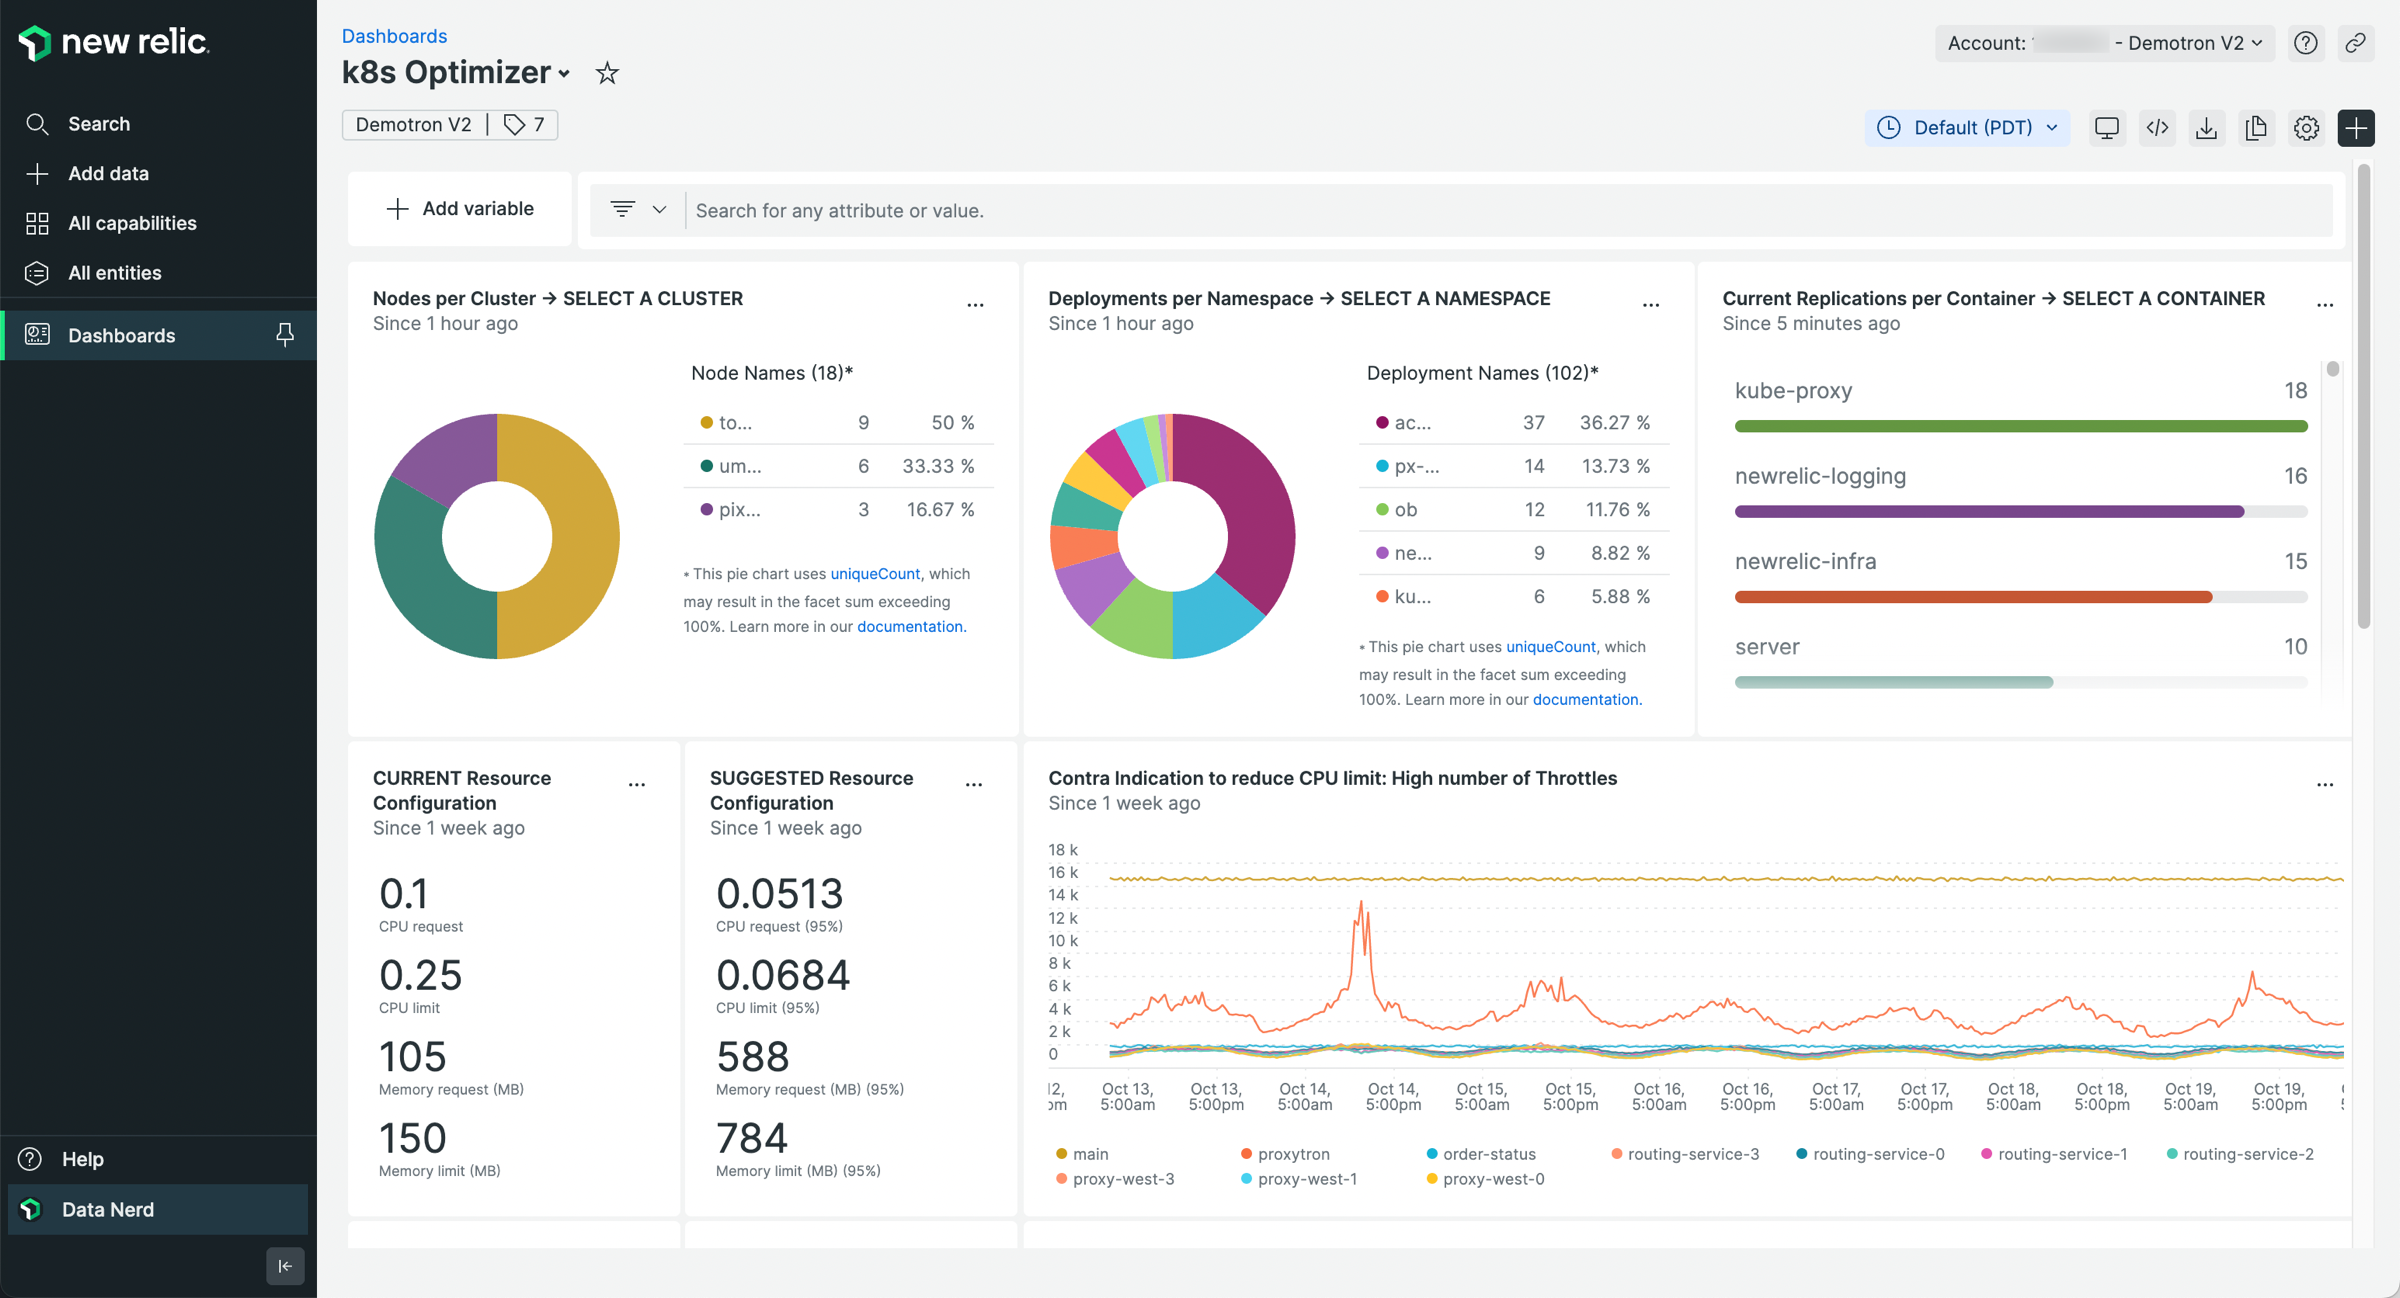 new relic.
Search
Add data
All capabilities
All entities
Dashboards
Help
Data Nerd
Dashboards
k8s Optimizer
Demotron V2 | 7
Account: - Demotron V2
Default (PDT)
Add variable
Search for any attribute or value.
Nodes per Cluster → SELECT A CLUSTER
Since 1 hour ago
Node Names (18)*
to... 9 50 %
um... 6 33.33 %
pix... 3 16.67 %
* This pie chart uses uniqueCount, which
may result in the facet sum exceeding
100%. Learn more in our documentation.
Deployments per Namespace → SELECT A NAMESPACE
Since 1 hour ago
Deployment Names (102)*
ac... 37 36.27 %
px-... 14 13.73 %
ob 12 11.76 %
ne... 9 8.82 %
ku... 6 5.88 %
* This pie chart uses uniqueCount, which
may result in the facet sum exceeding
100%. Learn more in our documentation.
Current Replications per Container → SELECT A CONTAINER
Since 5 minutes ago
kube-proxy 18
newrelic-logging 16
newrelic-infra 15
server 10
CURRENT Resource
Configuration
Since 1 week ago
0.1
CPU request
0.25
CPU limit
105
Memory request (MB)
150
Memory limit (MB)
SUGGESTED Resource
Configuration
Since 1 week ago
0.0513
CPU request (95%)
0.0684
CPU limit (95%)
588
Memory request (MB) (95%)
784
Memory limit (MB) (95%)
Contra Indication to reduce CPU limit: High number of Throttles
Since 1 week ago
18 k
16 k
14 k
12 k
10 k
8 k
6 k
4 k
2 k
0
12, Oct 13, Oct 13, Oct 14, Oct 14, Oct 15, Oct 15, Oct 16, Oct 16, Oct 17, Oct 17, Oct 18, Oct 18, Oct 19, Oct 19,
pm 5:00am 5:00pm 5:00am 5:00pm 5:00am 5:00pm 5:00am 5:00pm 5:00am 5:00pm 5:00am 5:00pm 5:00am 5:00pm
main proxytron order-status routing-service-3 routing-service-0 routing-service-1 routing-service-2
proxy-west-3 proxy-west-1 proxy-west-0